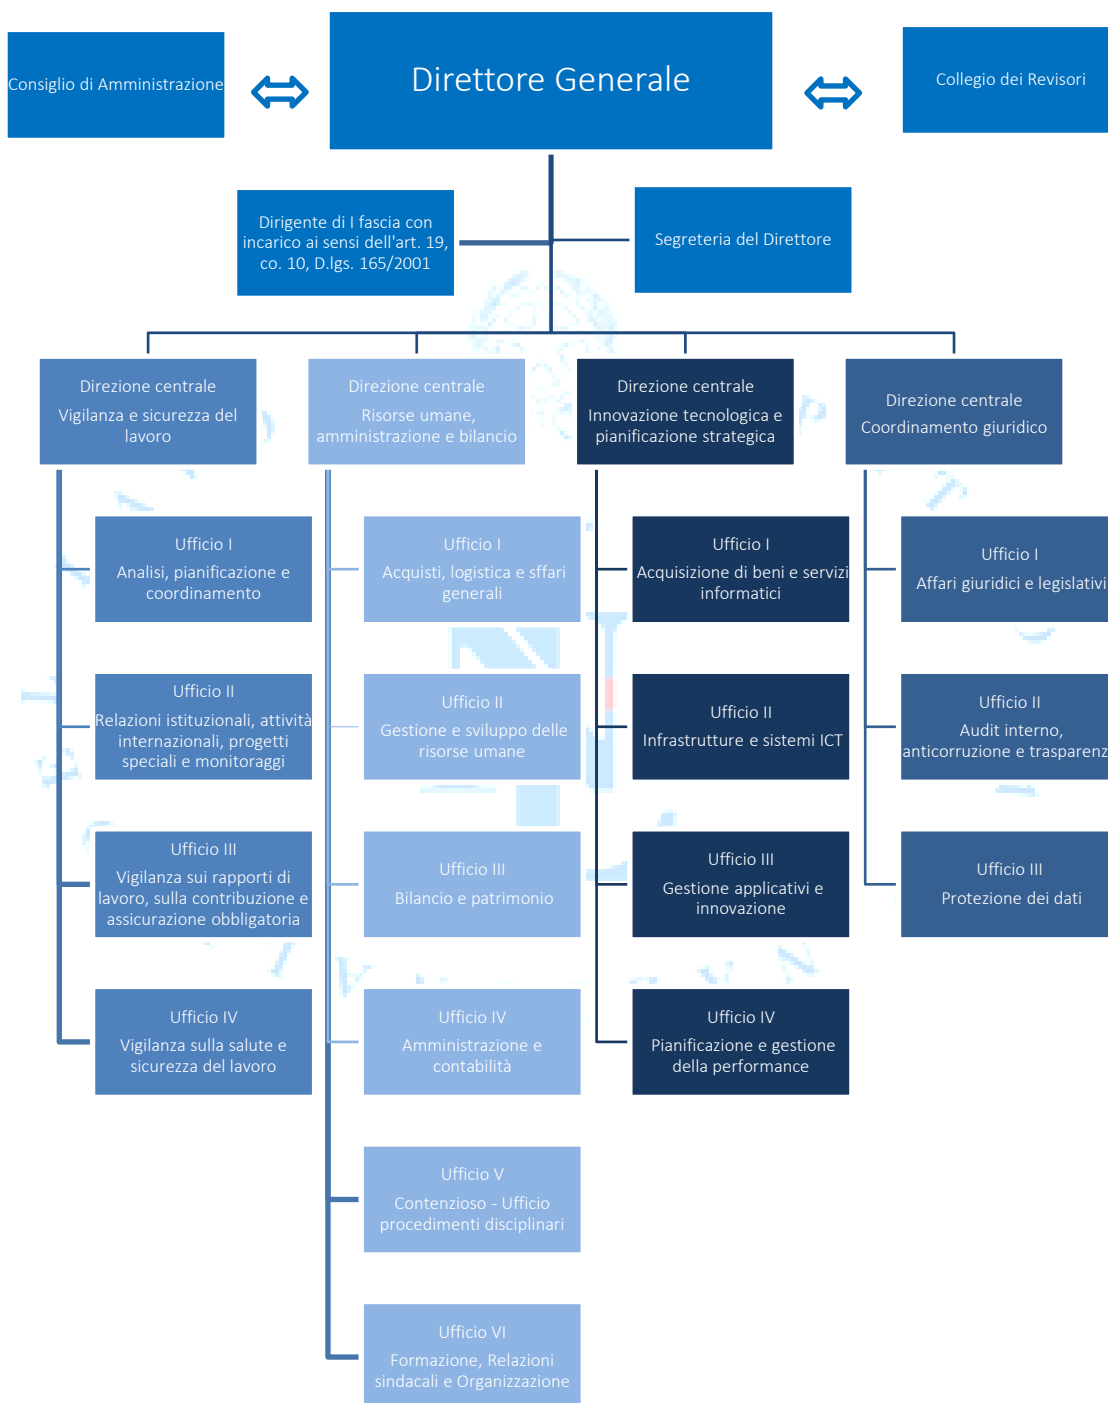 Consiglio di Amministrazione
Direttore Generale
Collegio dei Revisori
Dirigente di I fascia con
incarico ai sensi dell'art. 19,
co. 10, D.lgs. 165/2001
Segreteria del Direttore
Direzione centrale
Vigilanza e sicurezza del
lavoro
Ufficio I
Analisi, pianificazione e
coordinamento
Ufficio II
Relazioni istituzionali, attività
internazionali, progetti
speciali e monitoraggi
Ufficio III
Vigilanza sui rapporti di
lavoro, sulla contribuzione e
assicurazione obbligatoria
Ufficio IV
Vigilanza sulla salute e
sicurezza del lavoro
Direzione centrale
Risorse umane,
amministrazione e bilancio
Ufficio I
Acquisti, logistica e sffari
generali
Ufficio II
Gestione e sviluppo delle
risorse umane
Ufficio III
Bilancio e patrimonio
Ufficio IV
Amministrazione e
contabilità
Ufficio V
Contenzioso - Ufficio
procedimenti disciplinari
Ufficio VI
Formazione, Relazioni
sindacali e Organizzazione
Direzione centrale
Innovazione tecnologica e
pianificazione strategica
Ufficio I
Acquisizione di beni e servizi
informatici
Ufficio II
Infrastrutture e sistemi ICT
Ufficio III
Gestione applicativi e
innovazione
Ufficio IV
Pianificazione e gestione
della performance
Direzione centrale
Coordinamento giuridico
Ufficio I
Affari giuridici e legislativi
Ufficio II
Audit interno,
anticorruzione e trasparenz
Ufficio III
Protezione dei dati